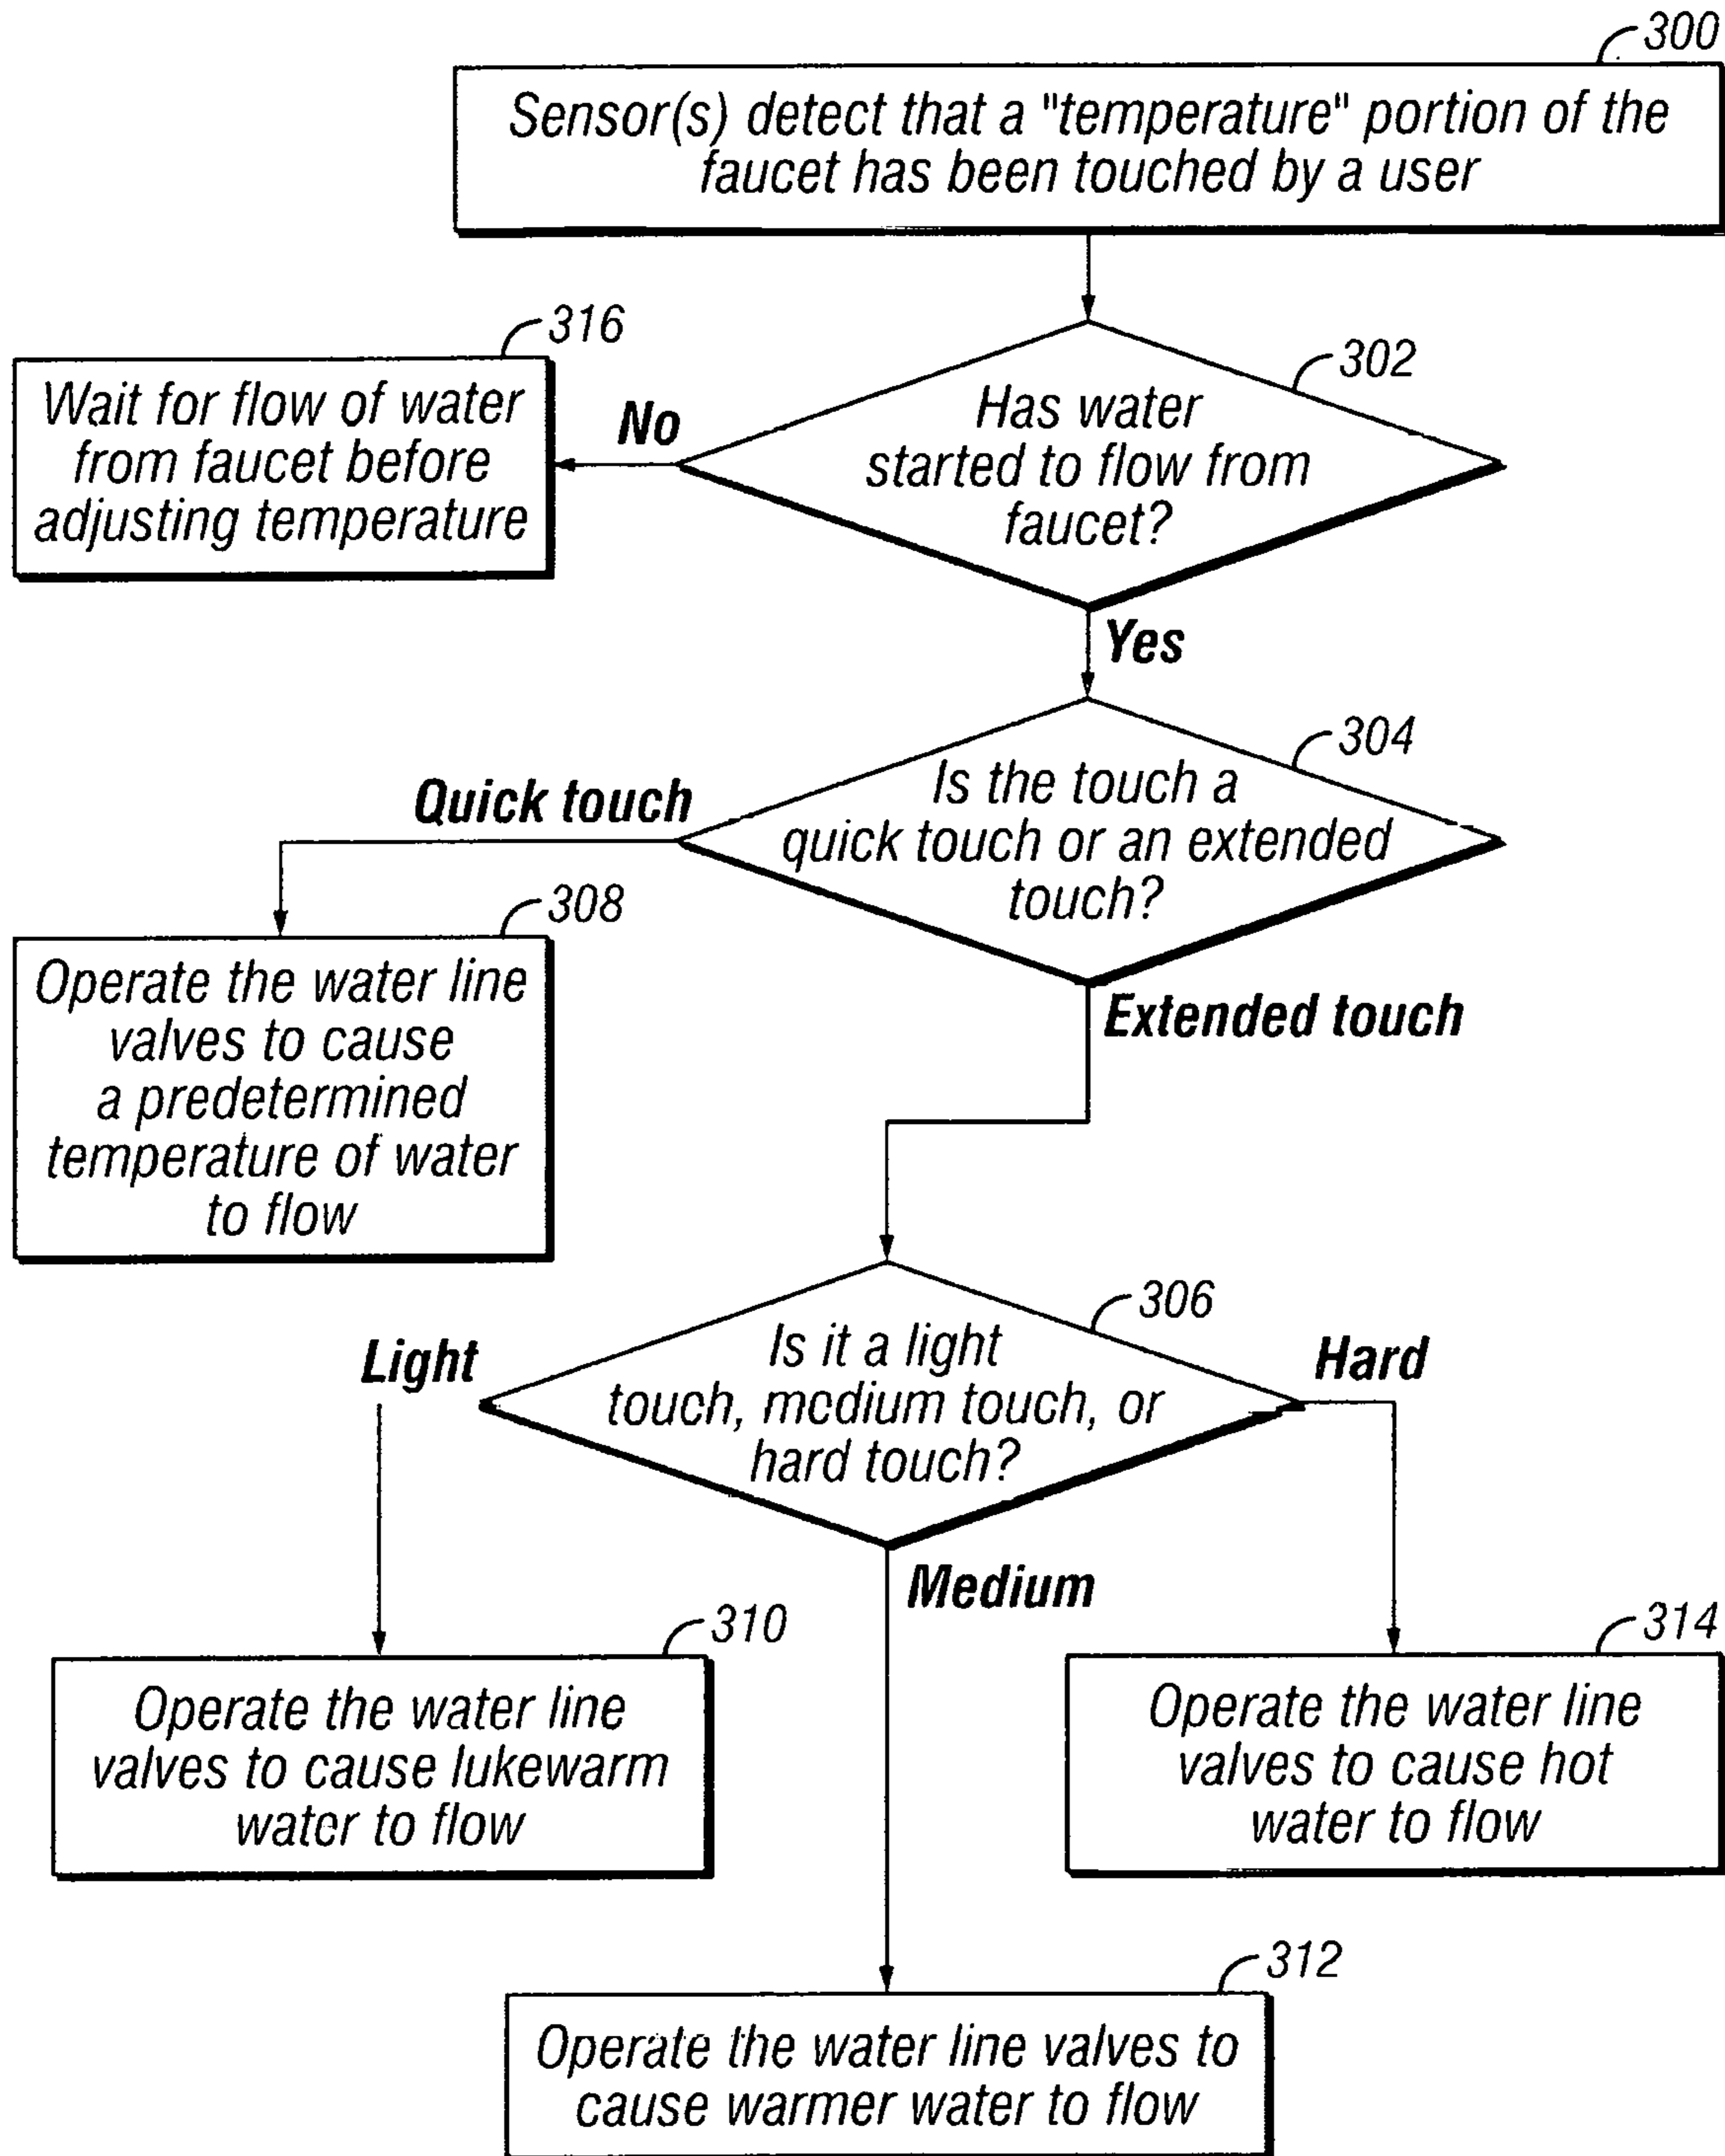 300
Sensor(s) detect that a "temperature" portion of the
faucet has been touched by a user
316
Wait for flow of water
from faucet before
adjusting temperature
No
302
Has water
started to flow from
faucet?
Yes
304
Is the touch a
quick touch or an extended
touch?
Quick touch
308
Operate the water line
valves to cause
a predetermined
temperature of water
to flow
Extended touch
306
Is it a light
touch, medium touch, or
hard touch?
Light
Hard
Medium
310
Operate the water line
valves to cause lukewarm
water to flow
314
Operate the water line
valves to cause hot
water to flow
312
Operate the water line valves to
cause warmer water to flow